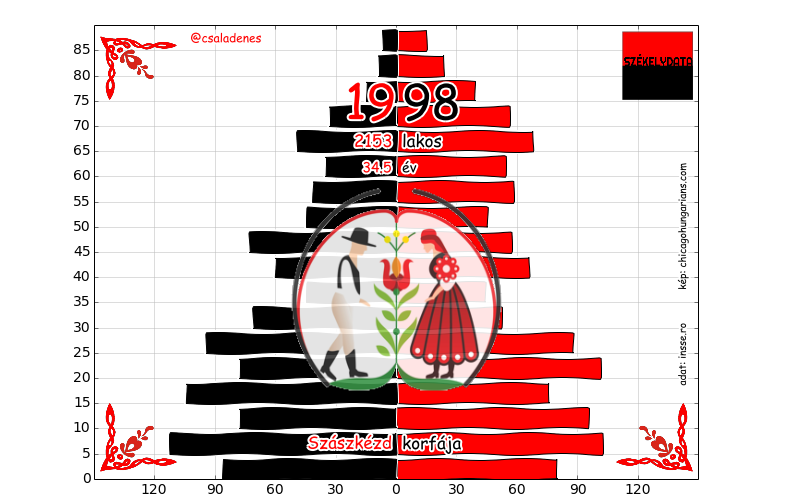 @csaladenes
SZÉKELYDATA
1998
2153 lakos
34.5 év
kép: chicagohungarians.com
adat: insse.ro
Szászkézd korfája
85
80
75
70
65
60
55
50
45
40
35
30
25
20
15
10
5
0
120 90 60 30 0 30 60 90 120